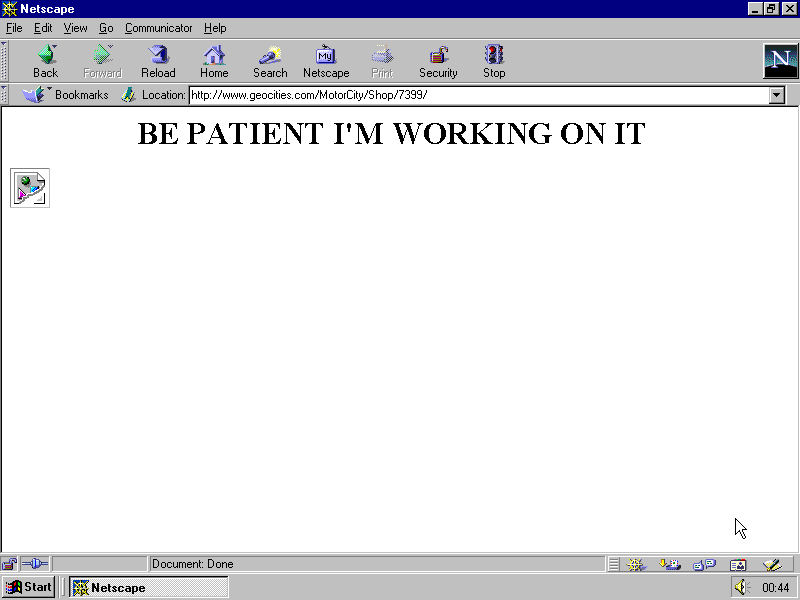 Netscape
File Edit View Go Communicator Help
My
N
Back Forward Reload Home Search Netscape Print Security Stop
Bookmarks Location: http://www.geocities.com/MotorCity/Shop/7399/
BE PATIENT I'M WORKING ON IT
Document: Done
Start Netscape 00:44